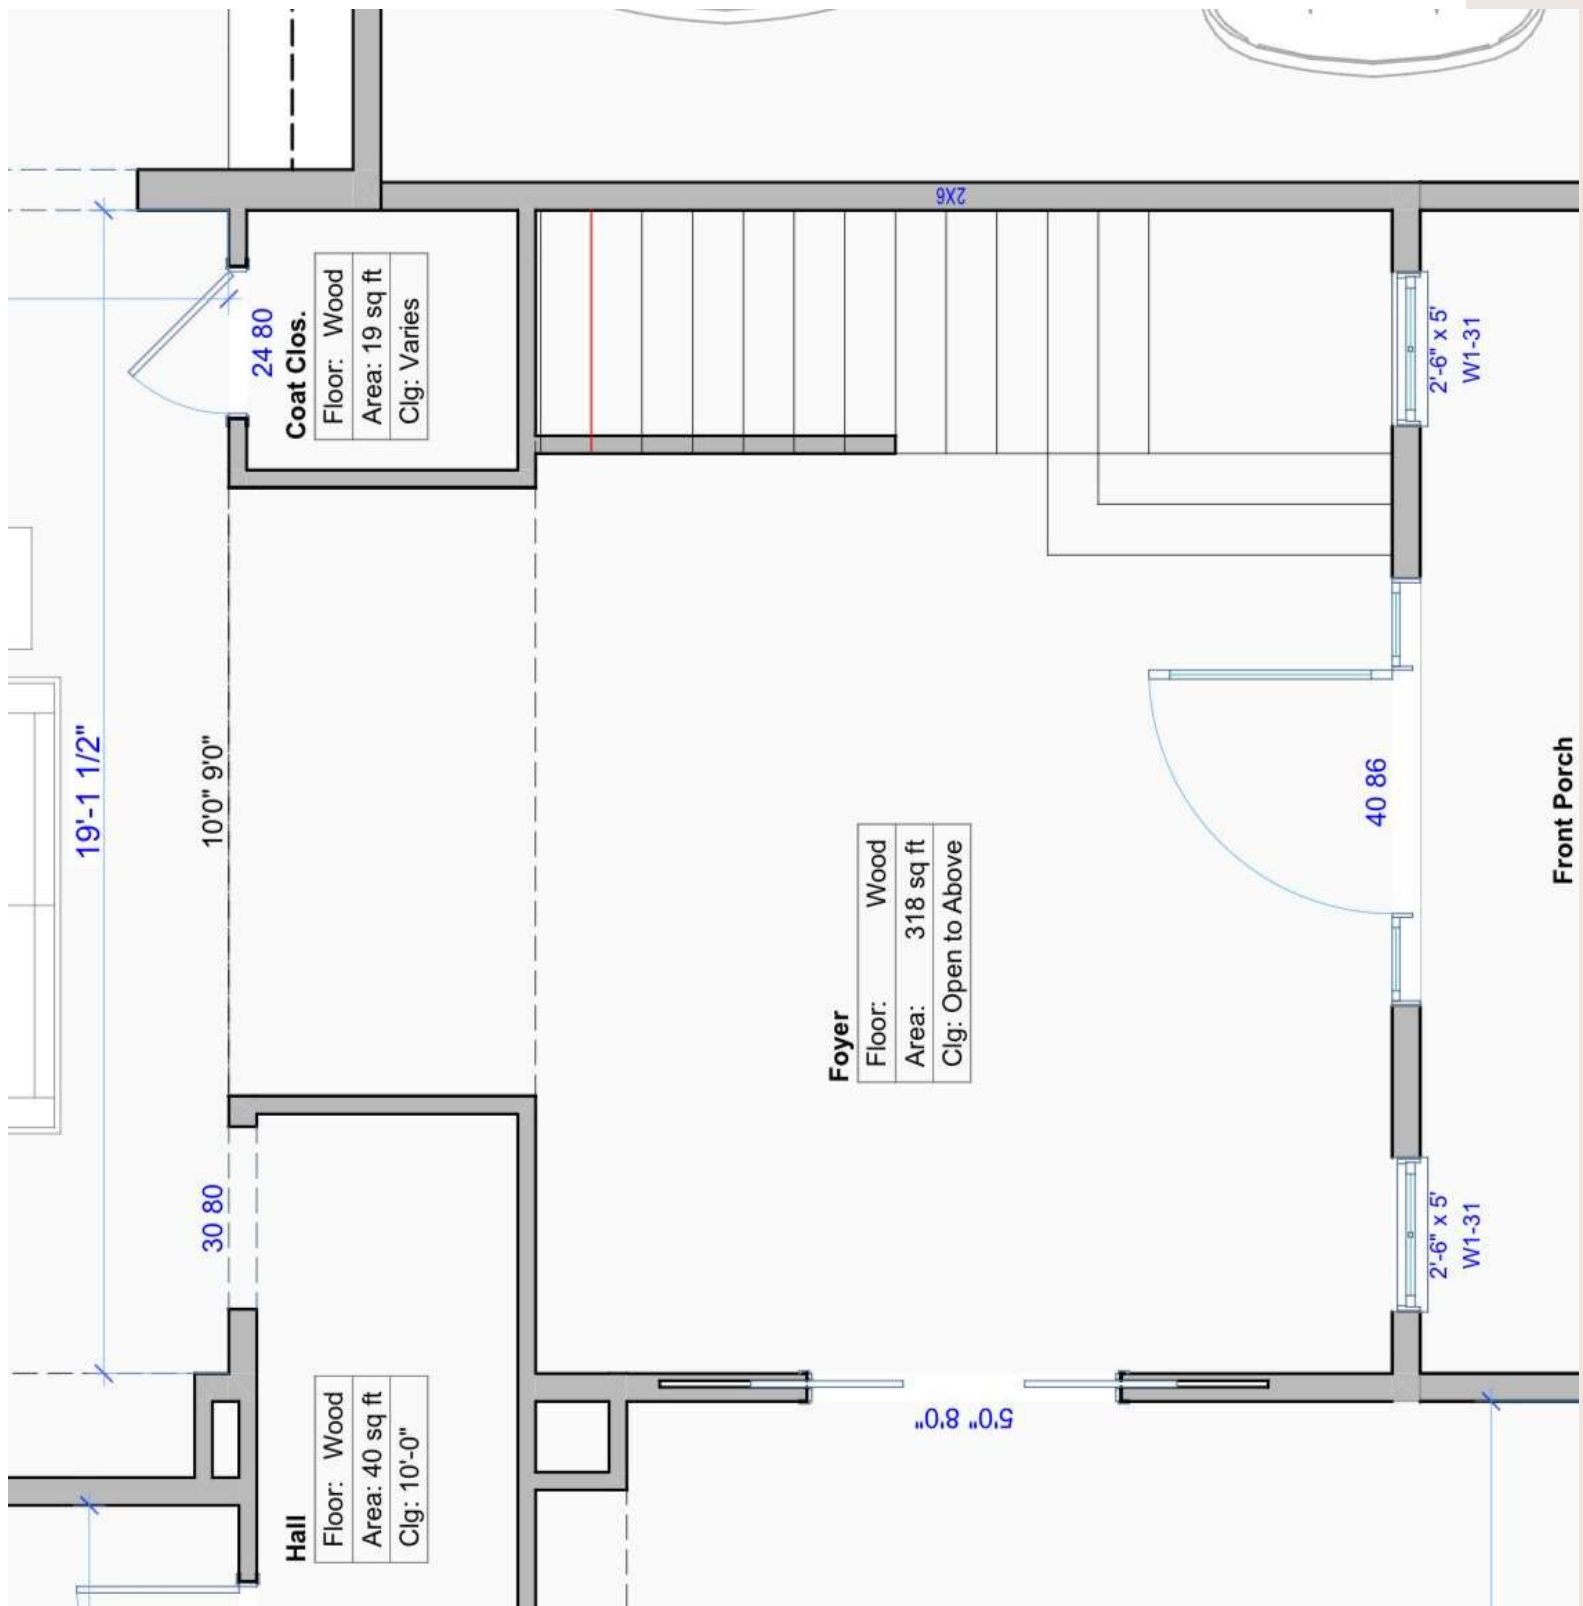 2X6
24 80
Coat Clos.
Floor: Wood
Area: 19 sq ft
Clg: Varies
2'-6" x 5'
W1-31
19'-1 1/2"
10'0" 9'0"
40 86
Front Porch
Foyer
Floor: Wood
Area: 318 sq ft
Clg: Open to Above
30 80
2'-6" x 5'
W1-31
5'0" 8'0"
Hall
Floor: Wood
Area: 40 sq ft
Clg: 10'-0"